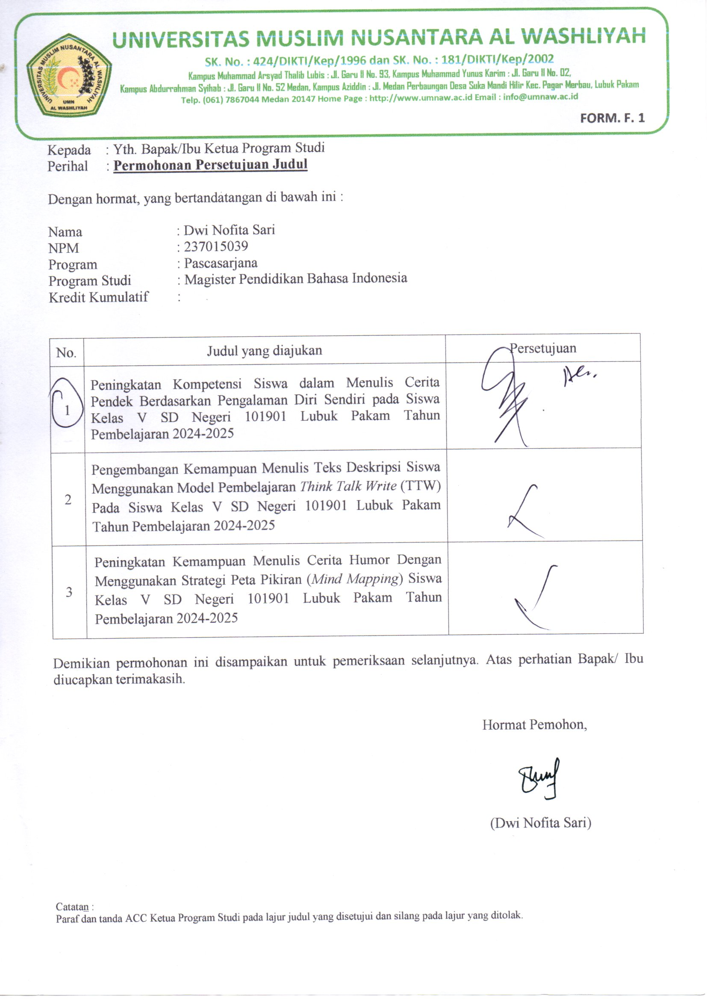 UNIVERSITAS MUSLIM NUSANTARA AL WASHLIYAH
UMN
AL WASHLIYAH
UNIVERSITAS MUSLIM NUSANTARA AL WASHLIYAH
SK. No. : 424/DIKTI/Kep/1996 dan SK. No. : 181/DIKTI/Kep/2002
Kampus Muhammad Arsyad Thalib Lubis : Jl. Garu II No. 93, Kampus Muhammad Yunus Karim : Jl. Garu II No. 02,
Kampus Abdurrahman Syihab : Jl. Garu II No. 52 Medan, Kampus Aziddin : Jl. Medan Perbaungan Desa Suka Mandi Hilir Kec. Pagar Merbau, Lubuk Pakam
Telp. (061) 7867044 Medan 20147 Home Page : http://www.umnaw.ac.id Email : info@umnaw.ac.id
FORM. F. 1
Kepada : Yth. Bapak/Ibu Ketua Program Studi
Perihal : Permohonan Persetujuan Judul
Dengan hormat, yang bertandatangan di bawah ini :
Nama : Dwi Nofita Sari
NPM : 237015039
Program : Pascasarjana
Program Studi : Magister Pendidikan Bahasa Indonesia
Kredit Kumulatif :
No. Judul yang diajukan Persetujuan
1
Peningkatan Kompetensi Siswa dalam Menulis Cerita
Pendek Berdasarkan Pengalaman Diri Sendiri pada Siswa
Kelas V SD Negeri 101901 Lubuk Pakam Tahun
Pembelajaran 2024-2025
2
Pengembangan Kemampuan Menulis Teks Deskripsi Siswa
Menggunakan Model Pembelajaran Think Talk Write (TTW)
Pada Siswa Kelas V SD Negeri 101901 Lubuk Pakam
Tahun Pembelajaran 2024-2025
3
Peningkatan Kemampuan Menulis Cerita Humor Dengan
Menggunakan Strategi Peta Pikiran (Mind Mapping) Siswa
Kelas V SD Negeri 101901 Lubuk Pakam Tahun
Pembelajaran 2024-2025
Demikian permohonan ini disampaikan untuk pemeriksaan selanjutnya. Atas perhatian Bapak/ Ibu
diucapkan terimakasih.
Hormat Pemohon,
(Dwi Nofita Sari)
Catatan :
Paraf dan tanda ACC Ketua Program Studi pada lajur judul yang disetujui dan silang pada lajur yang ditolak.